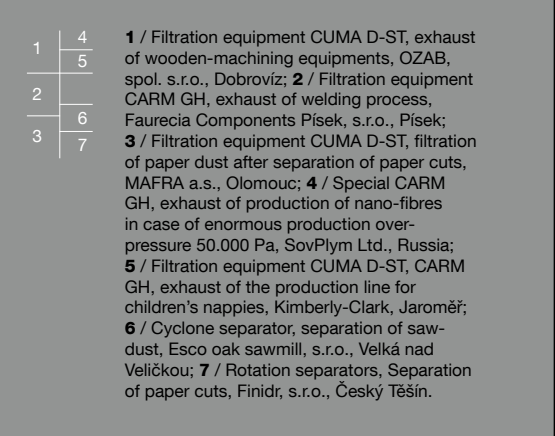 1
2
3
4
5
6
7
1 / Filtration equipment CUMA D-ST, exhaust
of wooden-machining equipments, OZAB,
spol. s.r.o., Dobrovíz; 2 / Filtration equipment
CARM GH, exhaust of welding process,
Faurecia Components Písek, s.r.o., Písek;
3 / Filtration equipment CUMA D-ST, filtration
of paper dust after separation of paper cuts,
MAFRA a.s., Olomouc; 4 / Special CARM
GH, exhaust of production of nano-fibres
in case of enormous production over-
pressure 50.000 Pa, SovPlym Ltd., Russia;
5 / Filtration equipment CUMA D-ST, CARM
GH, exhaust of the production line for
children's nappies, Kimberly-Clark, Jaroměř;
6 / Cyclone separator, separation of saw-
dust, Esco oak sawmill, s.r.o., Velká nad
Veličkou; 7 / Rotation separators, Separation
of paper cuts, Finidr, s.r.o., Český Těšín.